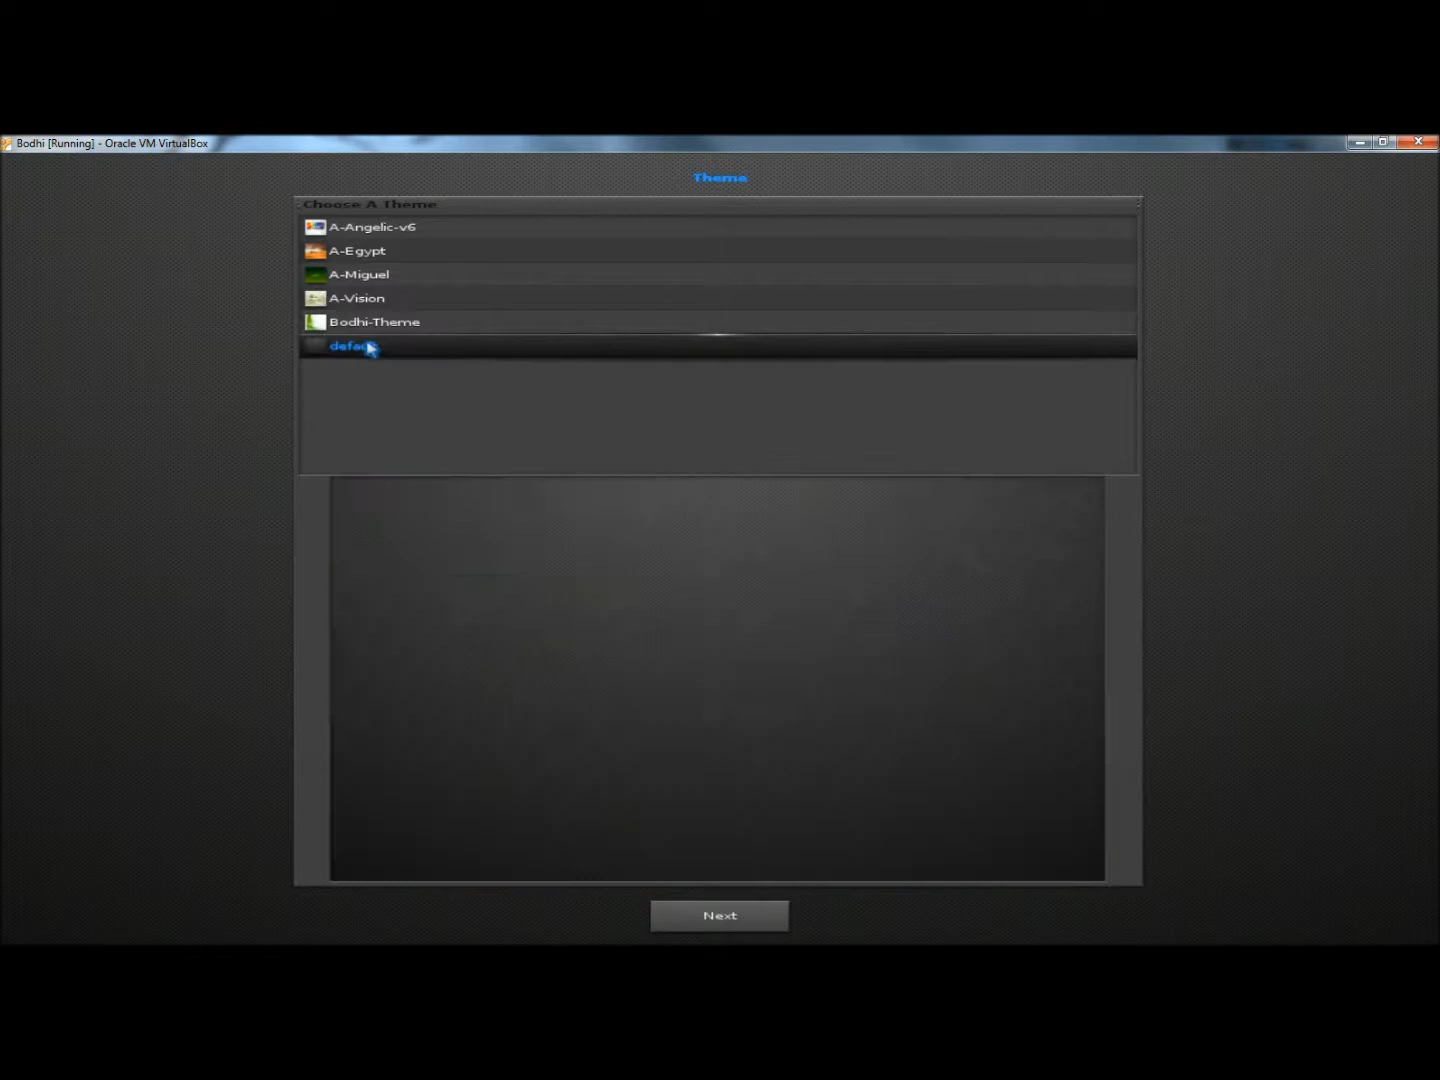 Bodhi [Running] - Oracle VM VirtualBox
Theme
Choose A Theme
A-Angelic-v6
A-Egypt
A-Miguel
A-Vision
Bodhi-Theme
Next